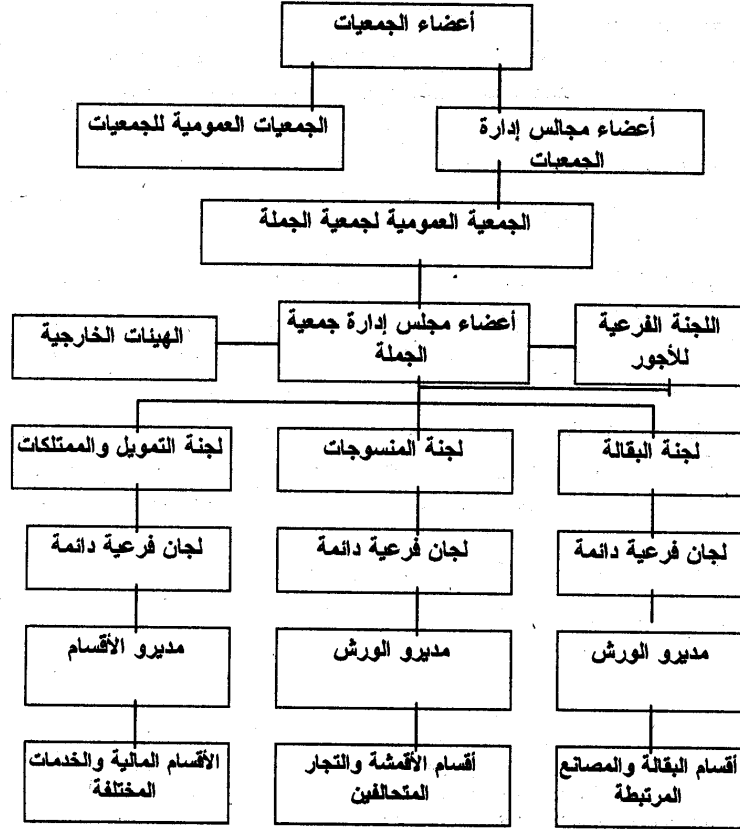 أعضاء الجمعيات
أعضاء مجالس إدارة
الجمعيات
الجمعيات العمومية للجمعيات
الجمعية العمومية لجمعية الجملة
اللجنة الفرعية
للأجور
أعضاء مجلس إدارة جمعية
الجملة
الهيئات الخارجية
لجنة البقالة
لجنة المنسوجات
لجنة التمويل والممتلكات
لجان فرعية دائمة
لجان فرعية دائمة
لجان فرعية دائمة
مديرو الورش
مديرو الورش
مديرو الأقسام
أقسام البقالة والمصانع
المرتبطة
أقسام الأقمشة والتجار
المتحالفين
الأقسام المالية والخدمات
المختلفة